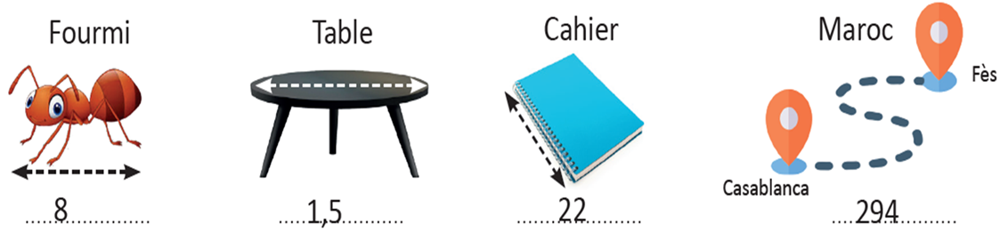 Fourmi
Table
Cahier
Maroc
Fès
Casablanca
........8............
........1,5............
........22............
........294............